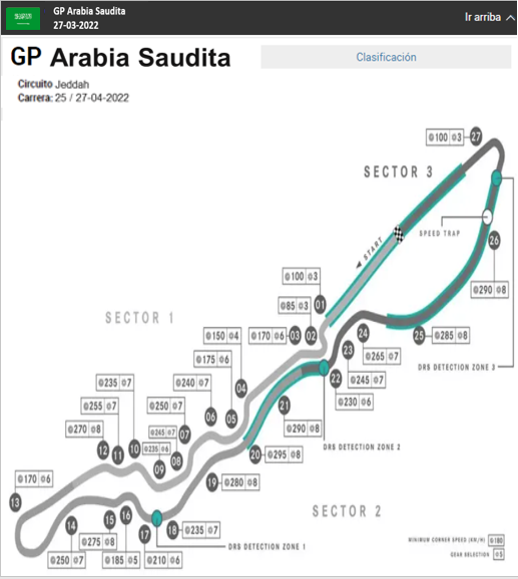 GP Arabia Saudita
27-03-2022
Ir arriba
GP Arabia Saudita
Clasificación
Circuito Jeddah
Carrera: 25 / 27-04-2022
100 3 27
SECTOR 3
START
SPEED TRAP
26
290 8
100 3
01
85 3
SECTOR 1
150 4
170 6 03 02
24
25 285 8
175 6
23 265 7
DRS DETECTION ZONE 3
235 7
240 7
04
22 245 7
255 7
250 7
06 05
21
230 6
270 8
245 7
07
290 8
12 11 10
235 6
08
09
20 295 8
DRS DETECTION ZONE 2
170 6
13
19 280 8
SECTOR 2
14 15 16
17 18 235 7
275 8
250 7
185 5
210 6
DRS DETECTION ZONE 1
MINIMUM CORNER SPEED (KM/H) 180
GEAR SELECTION 5